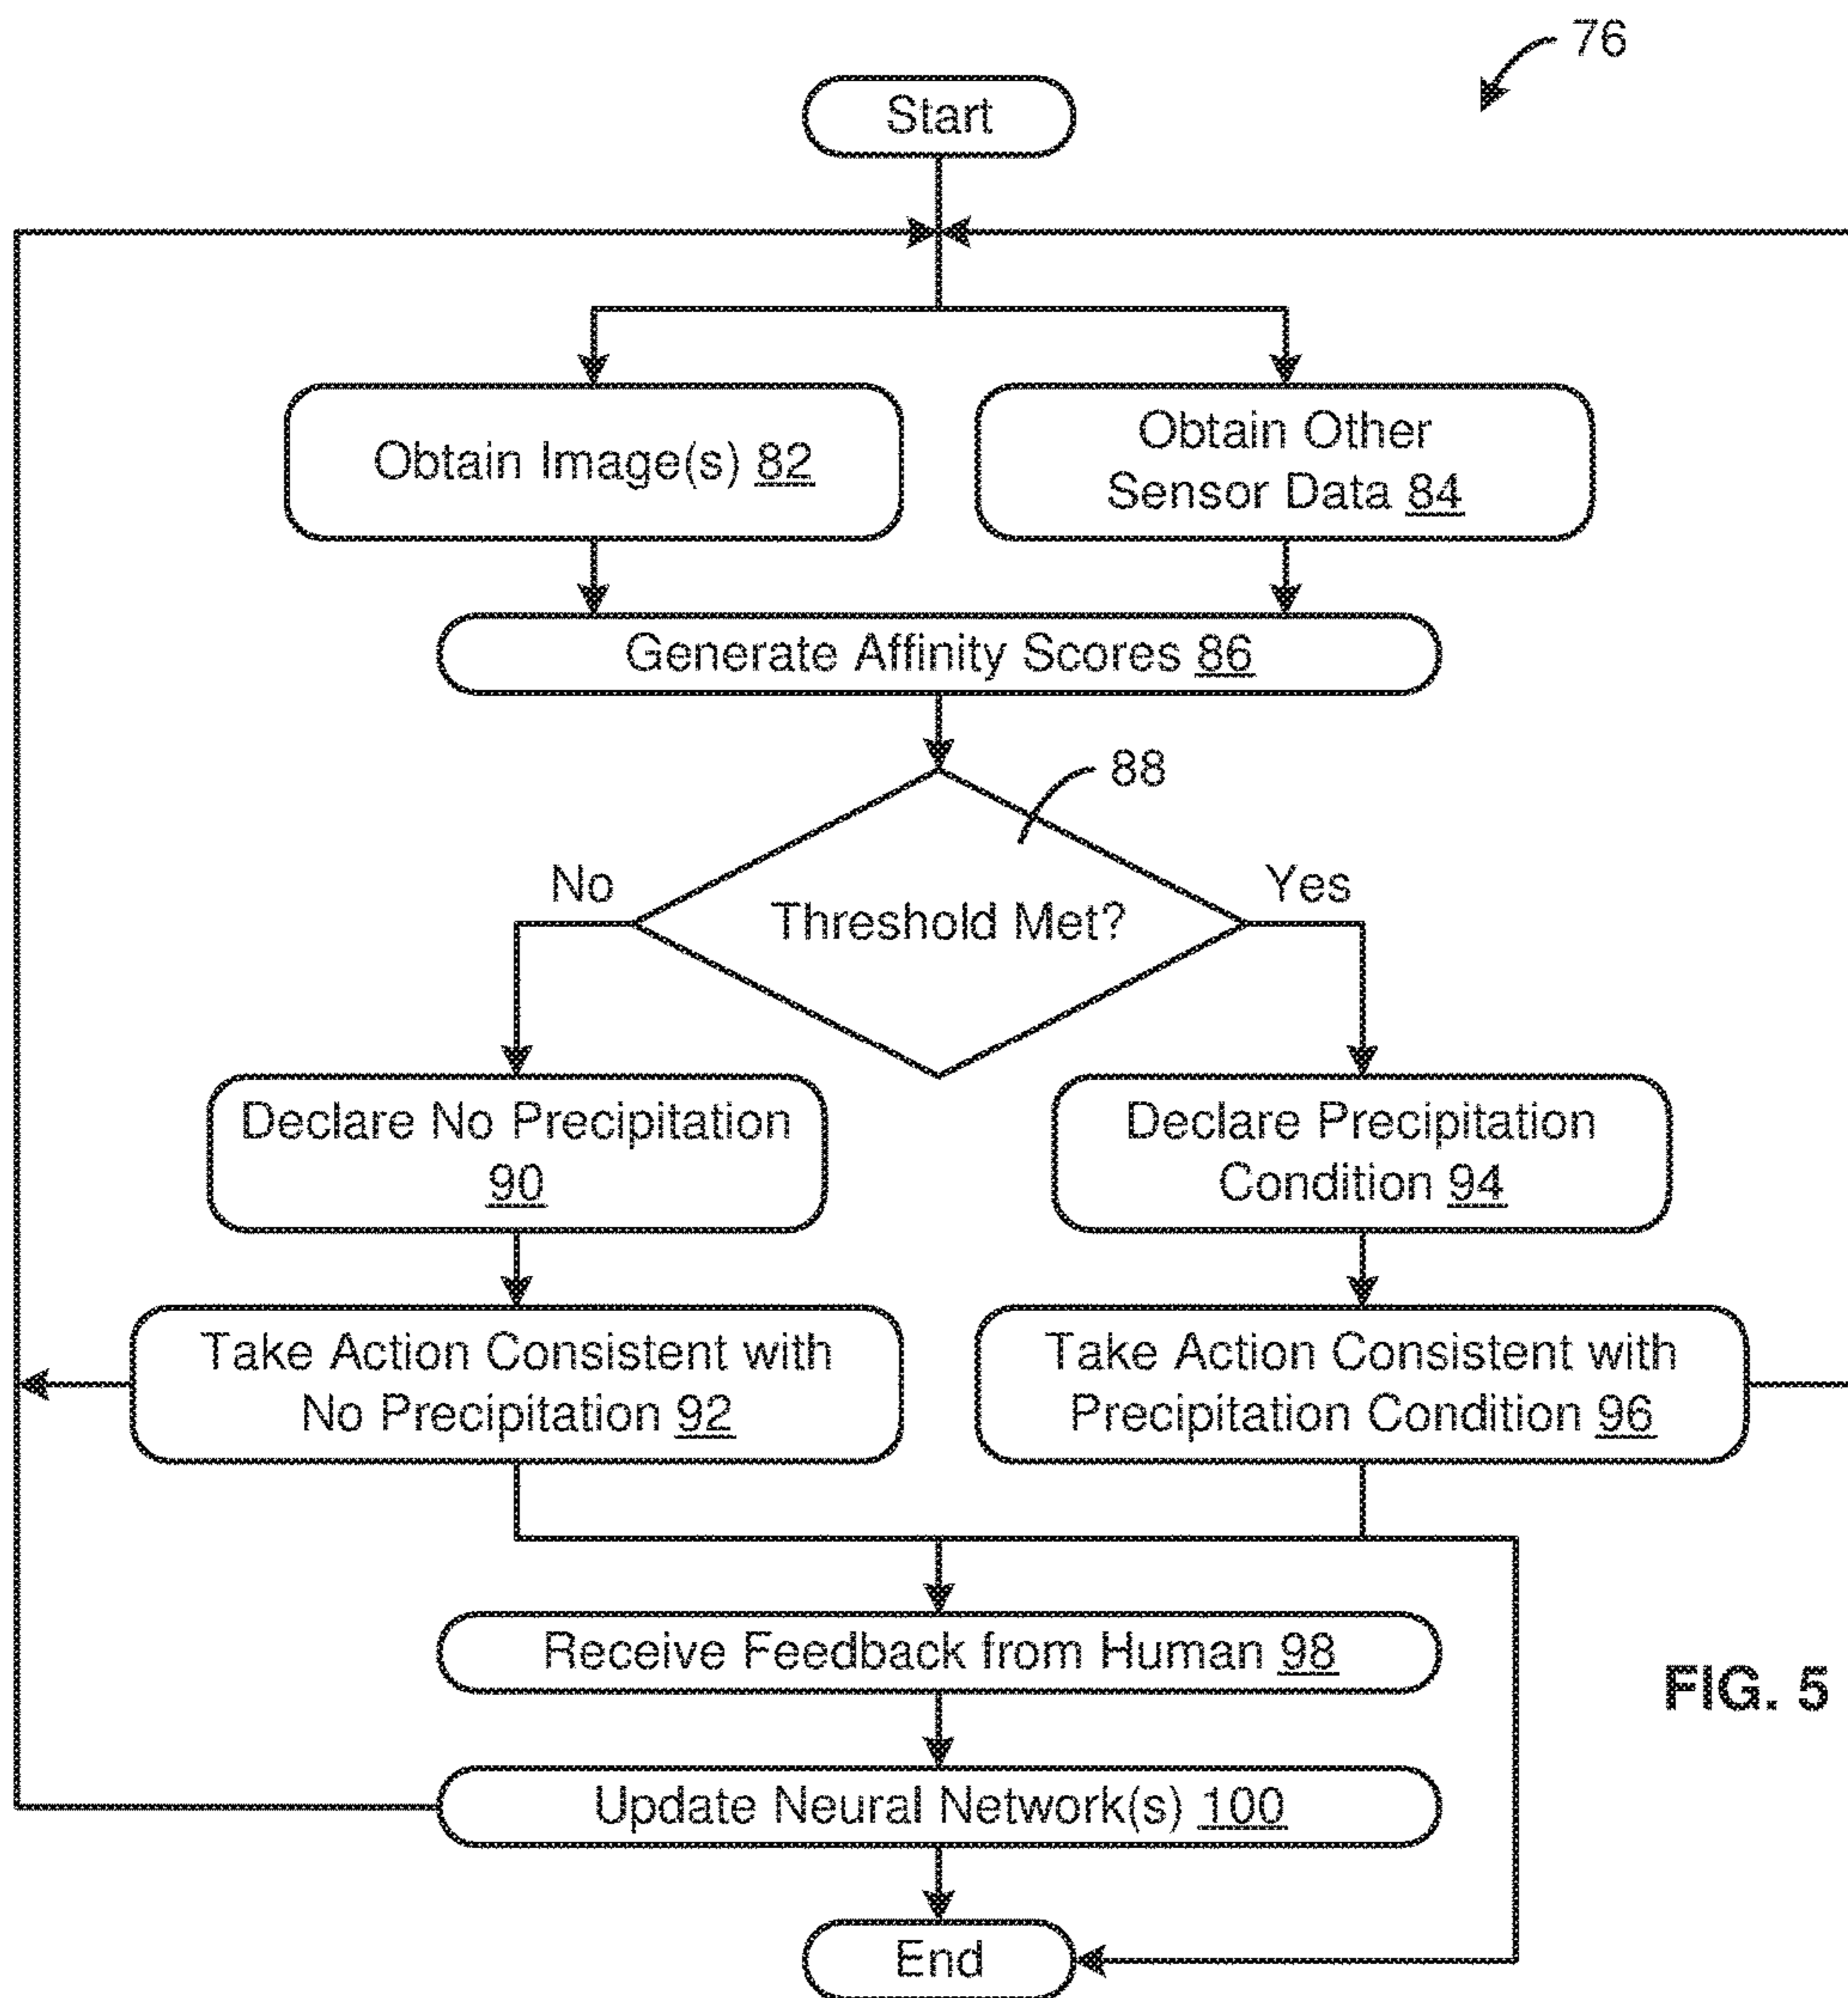 76
Start
Obtain Image(s) 82
Obtain Other
Sensor Data 84
Generate Affinity Scores 86
88
No
Yes
Threshold Met?
Declare No Precipitation
90
Declare Precipitation
Condition 94
Take Action Consistent with
No Precipitation 92
Take Action Consistent with
Precipitation Condition 96
Receive Feedback from Human 98
FIG. 5
Update Neural Network(s) 100
End